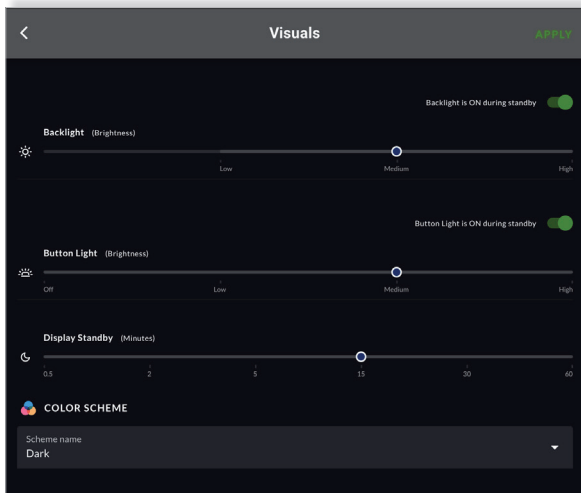 Visuals
APPLY
Backlight is ON during standby
Backlight (Brightness)
Low Medium High
Button Light is ON during standby
Button Light (Brightness)
Off Low Medium High
Display Standby (Minutes)
0.5 2 5 15 30 60
COLOR SCHEME
Scheme name
Dark